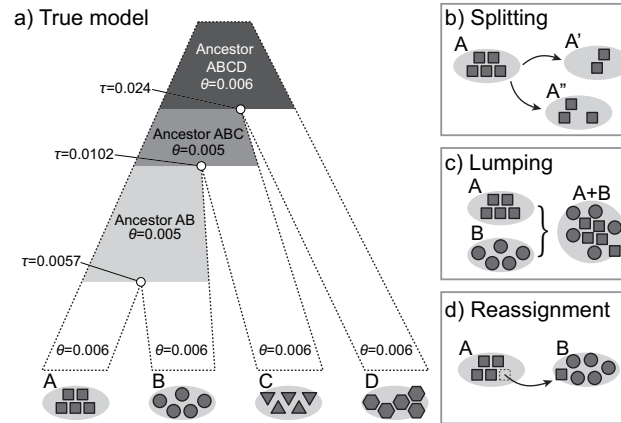 a) True model
Ancestor
ABCD
θ=0.006
τ=0.024
Ancestor ABC
θ=0.005
τ=0.0102
Ancestor AB
θ=0.005
τ=0.0057
θ=0.006
θ=0.006
θ=0.006
θ=0.006
A
B
C
D
b) Splitting
A
A'
A"
c) Lumping
A
B
A+B
d) Reassignment
A
B